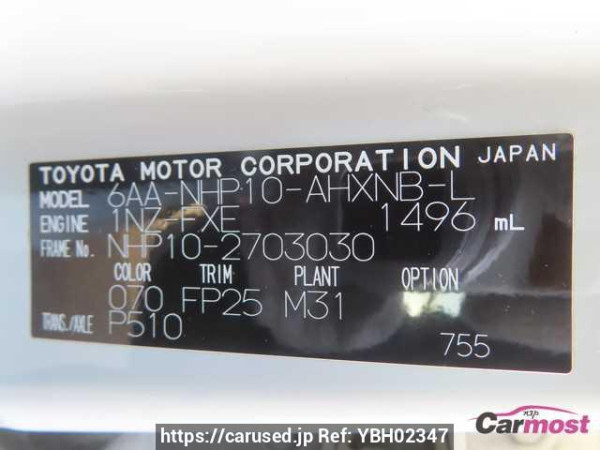 TOYOTA MOTOR CORPORATION JAPAN
MODEL 6AA-NHP10-AHXNB-L
ENGINE 1NZ-FXE 1496 mL
FRAME No. NHP10-2703030
COLOR TRIM PLANT OPTION
070 FP25 M31
TRANS./AXLE P510
755
Carmost
https://carused.jp Ref: YBH02347